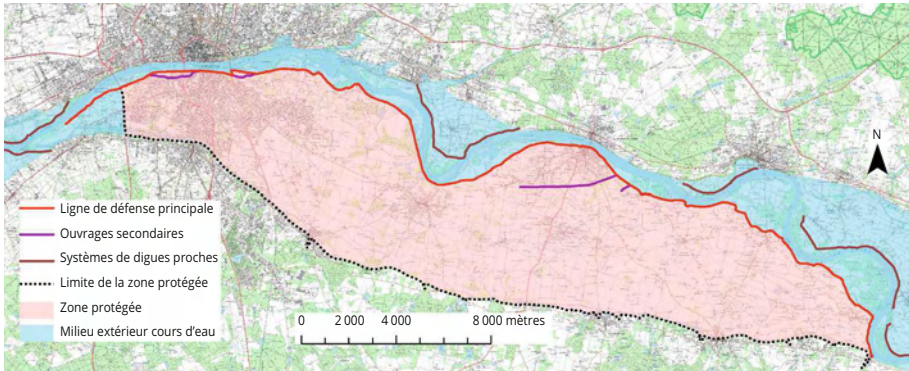 N
Ligne de défense principale
Ouvrages secondaires
Systèmes de digues proches
Limite de la zone protégée
Zone protégée
Milieu extérieur cours d'eau
0 2 000 4 000 8 000 mètres